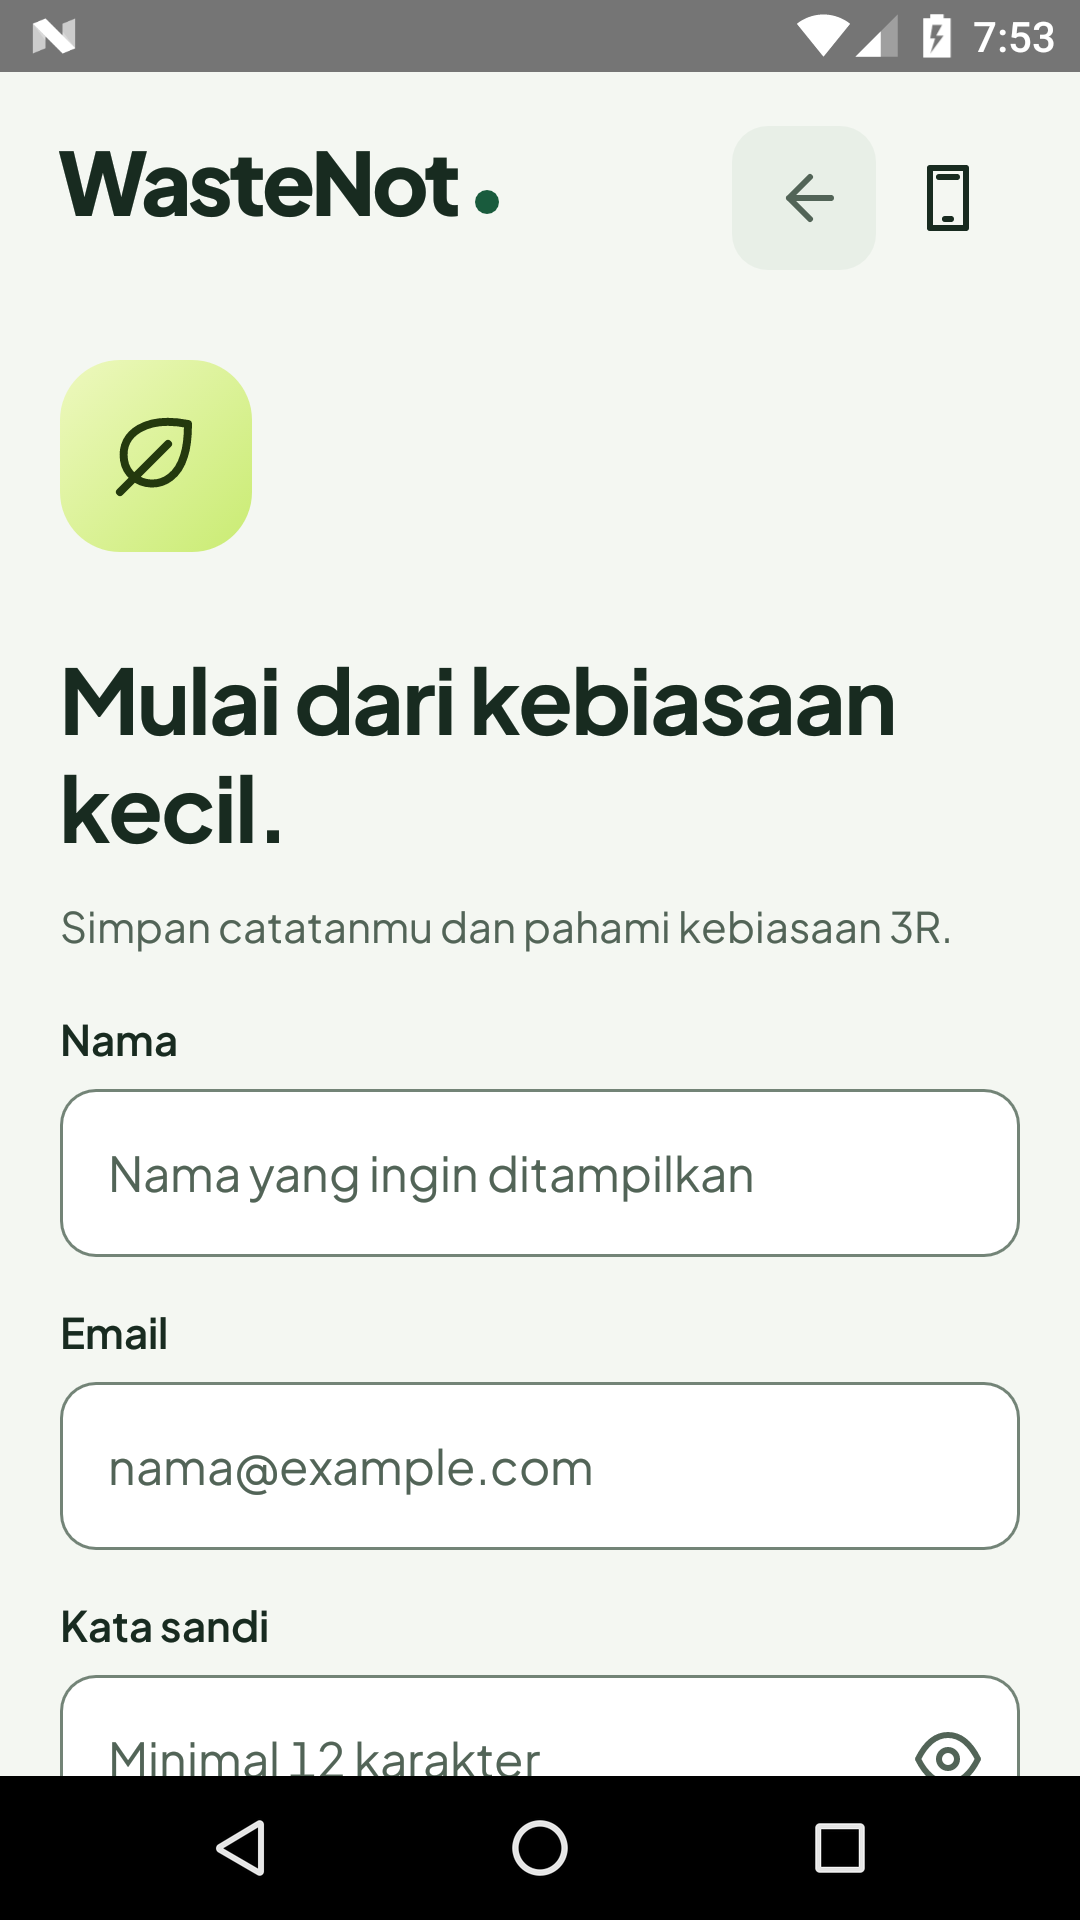 7:53
WasteNot.
Mulai dari kebiasaan
kecil.
Simpan catatanmu dan pahami kebiasaan 3R.
Nama
Nama yang ingin ditampilkan
Email
nama@example.com
Kata sandi
Minimal 12 karakter